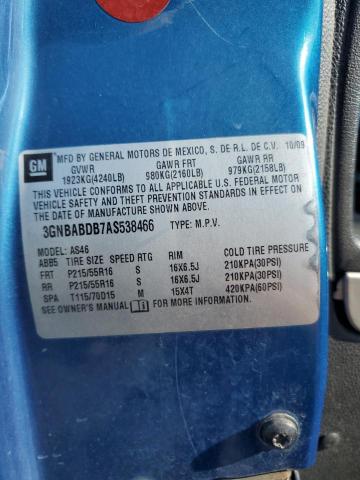 GM
MFD BY GENERAL MOTORS DE MEXICO, S. DE R.L. DE C.V. 10/09
GVWR GAWR FRT GAWR RR
1923KG(4240LB) 980KG(2160LB) 979KG(2158LB)
THIS VEHICLE CONFORMS TO ALL APPLICABLE U.S. FEDERAL MOTOR
VEHICLE SAFETY AND THEFT PREVENTION STANDARDS IN EFFECT ON
THE DATE OF MANUFACTURE SHOWN ABOVE.
3GNBABDB7AS538466 TYPE: M.P.V.
MODEL: AS46
ABB5 TIRE SIZE SPEED RTG RIM COLD TIRE PRESSURE
FRT P215/55R16 S 16X6.5J 210KPA(30PSI)
RR P215/55R16 S 16X6.5J 210KPA(30PSI)
SPA T115/70D15 M 15X4T 420KPA(60PSI)
SEE OWNER'S MANUAL FOR MORE INFORMATION.